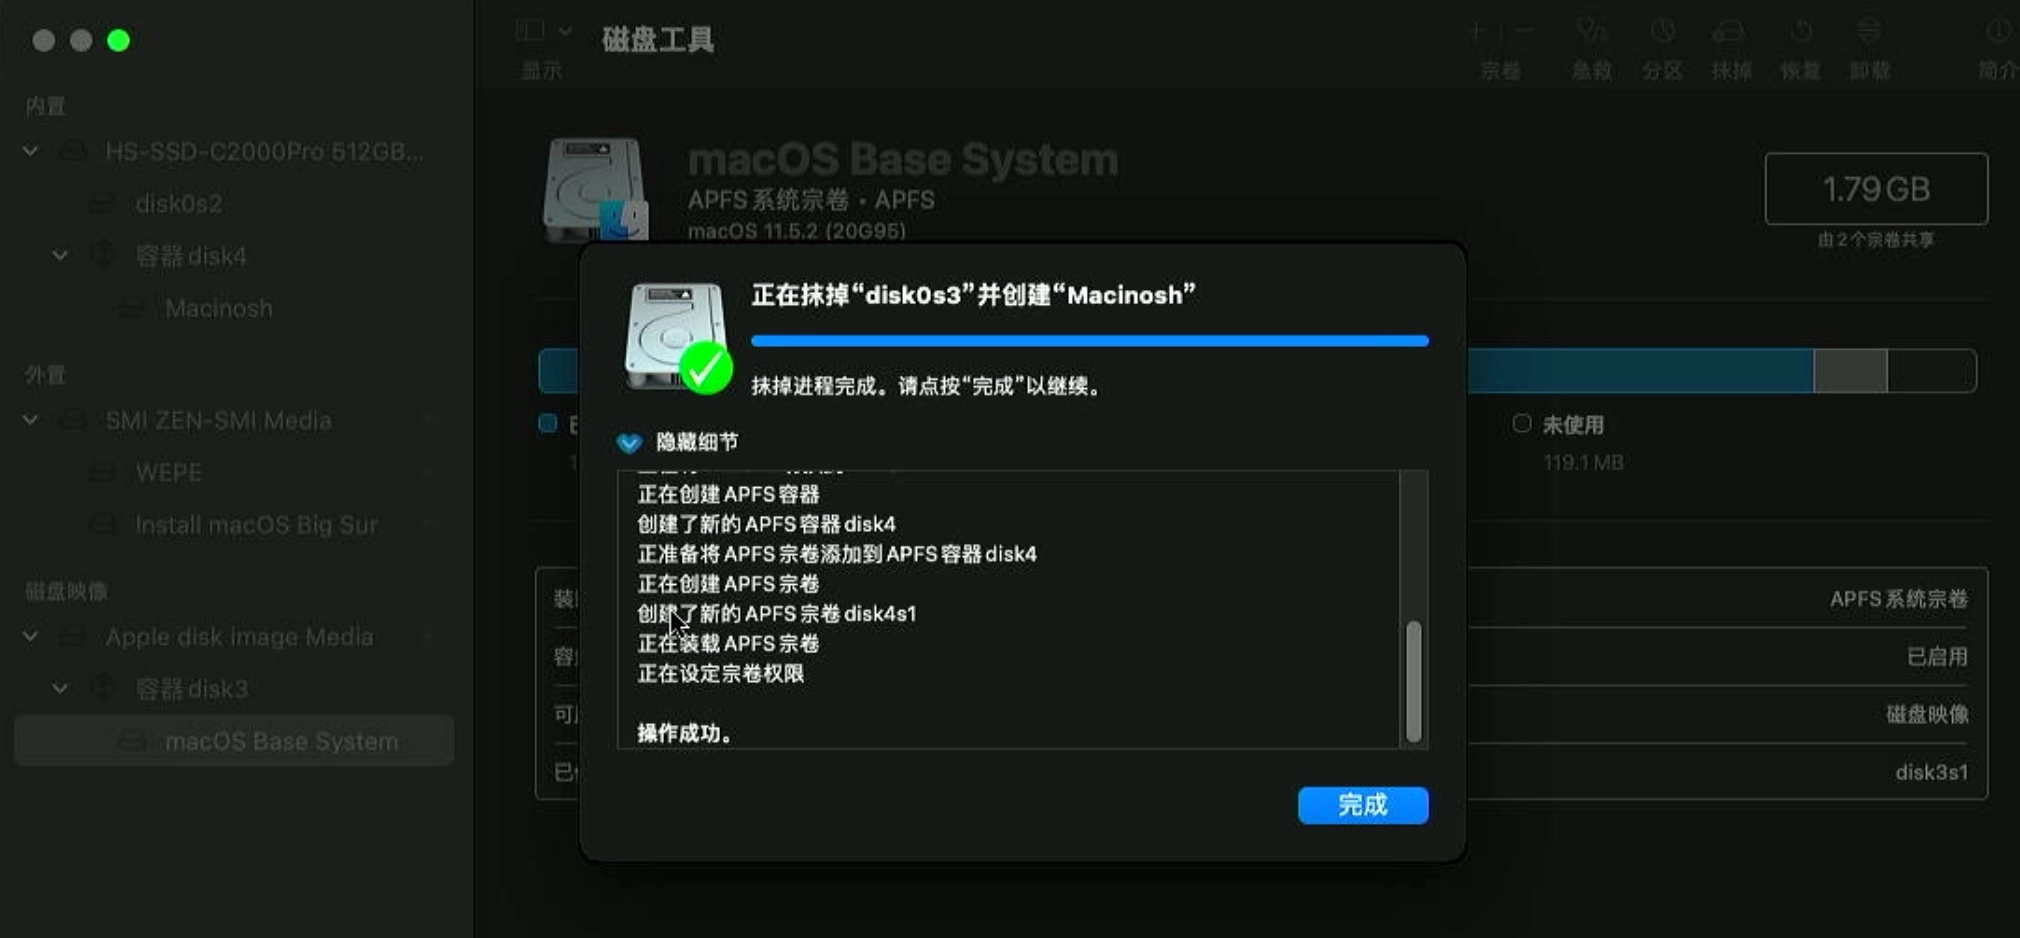 磁盘工具
显示
宗卷
急救
分区
抹掉
恢复
卸载
简介
内置
HS-SSD-C2000Pro 512GB...
disk0s2
容器 disk4
Macinosh
外置
SMI ZEN-SMI Media
WEPE
Install macOS Big Sur
磁盘映像
Apple disk image Media
容器 disk3
macOS Base System
macOS Base System
APFS 系统宗卷 • APFS
macOS 11.5.2 (20G95)
1.79 GB
由 2 个宗卷共享
正在抹掉“disk0s3”并创建“Macinosh”
抹掉进程完成。请点按“完成”以继续。
隐藏细节
正在创建 APFS 容器
创建了新的 APFS 容器 disk4
正准备将 APFS 宗卷添加到 APFS 容器 disk4
正在创建 APFS 宗卷
创建了新的 APFS 宗卷 disk4s1
正在装载 APFS 宗卷
正在设定宗卷权限
操作成功。
完成
未使用
119.1 MB
装
APFS 系统宗卷
容
已启用
可
磁盘映像
已
disk3s1